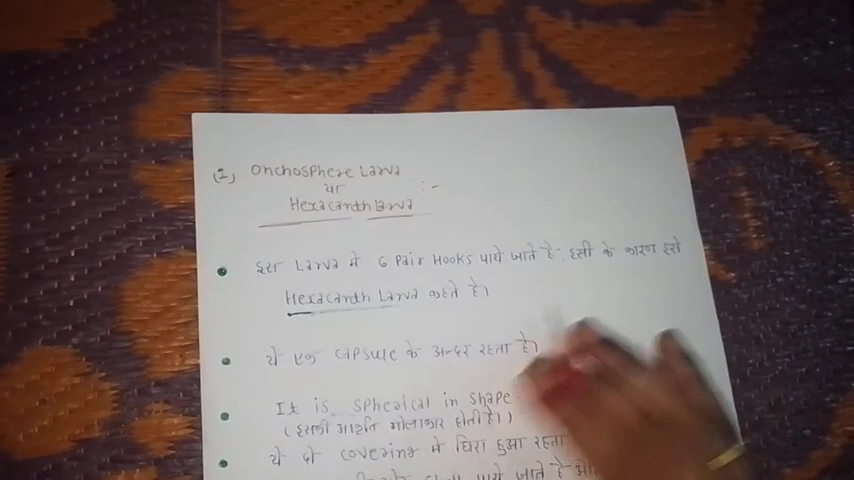 (2) Onchosphere Larva
या :-
Hexacanth Larva
इस Larva में 6 Pair Hooks पाये जाते है. इसी के कारण इसे
Hexacanth Larva कहते है।
ये एक Capsule के अन्दर रहता है।
It is spherical in shape
(इसकी आकृति गोलाकार होती है।)
ये दो covering में घिरा हुआ रहता
पाये जाते है